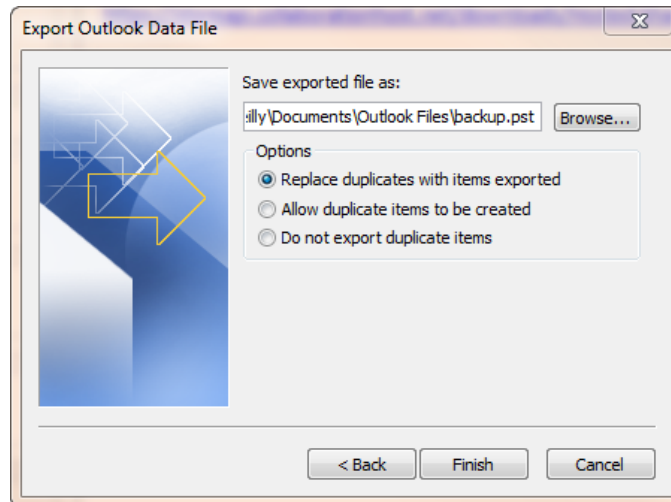 Export Outlook Data File
Save exported file as:
illy\Documents\Outlook Files\backup.pst
Browse...
Options
Replace duplicates with items exported
Allow duplicate items to be created
Do not export duplicate items
< Back
Finish
Cancel